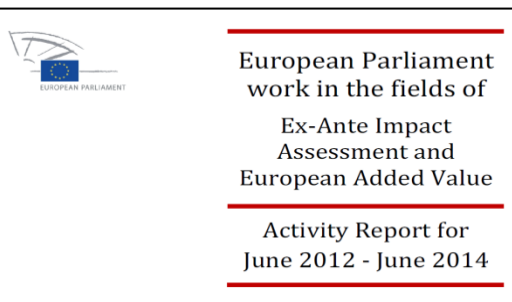 EUROPEAN PARLIAMENT
European Parliament
work in the fields of
Ex-Ante Impact
Assessment and
European Added Value
Activity Report for
June 2012 - June 2014